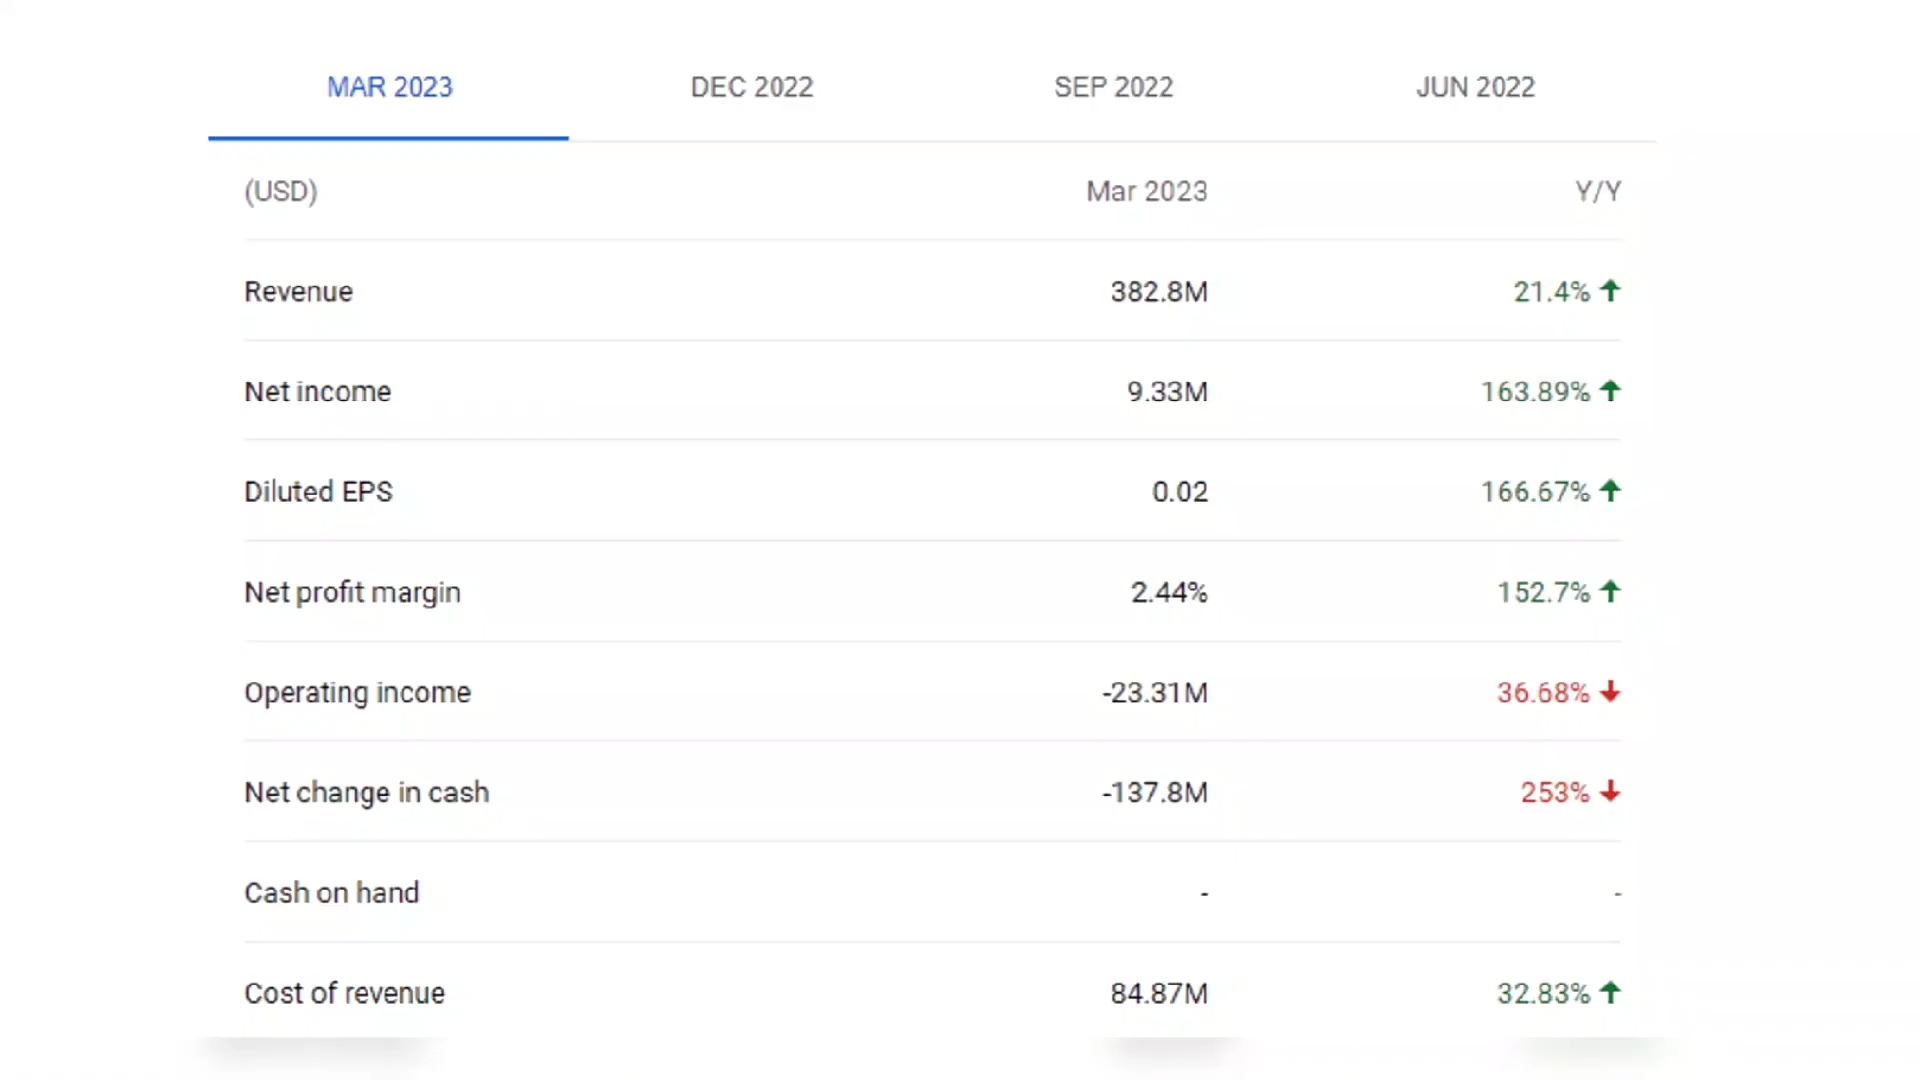 MAR 2023 DEC 2022 SEP 2022 JUN 2022
(USD) Mar 2023 Y/Y
Revenue 382.8M 21.4% ↑
Net income 9.33M 163.89% ↑
Diluted EPS 0.02 166.67% ↑
Net profit margin 2.44% 152.7% ↑
Operating income -23.31M 36.68% ↓
Net change in cash -137.8M 253% ↓
Cash on hand - -
Cost of revenue 84.87M 32.83% ↑